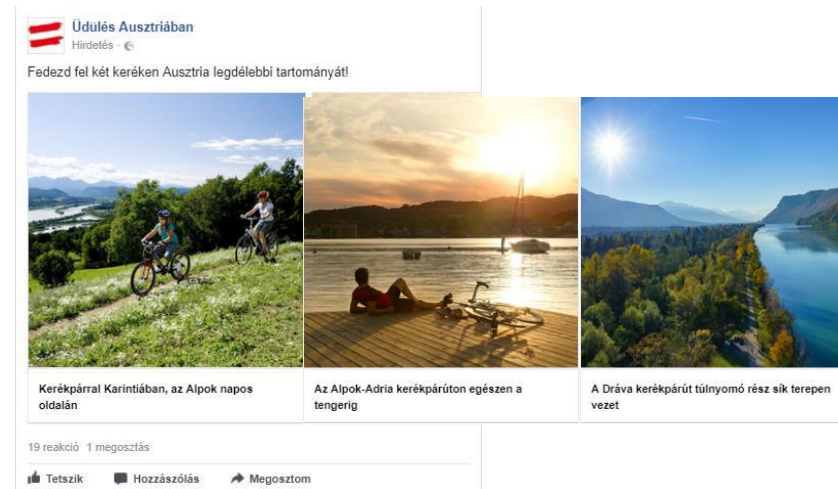 Üdülés Ausztriában
Hirdetés ·
Fedezd fel két keréken Ausztria legdélebbi tartományát!
Kerékpárral Karintiában, az Alpok napos
oldalán
Az Alpok-Adria kerékpárúton egészen a
tengerig
A Dráva kerékpárút túlnyomó rész sík terepen
vezet
19 reakció 1 megosztás
Tetszik Hozzászólás Megosztom